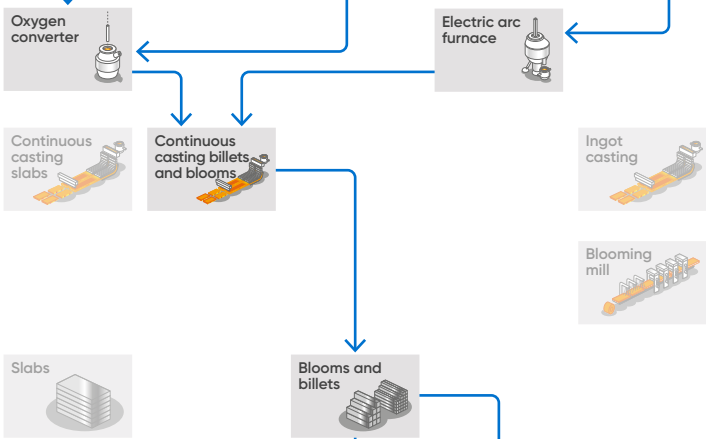 Oxygen
converter
Electric arc
furnace
Continuous
casting
slabs
Continuous
casting billets
and blooms
Ingot
casting
Blooming
mill
Slabs
Blooms and
billets